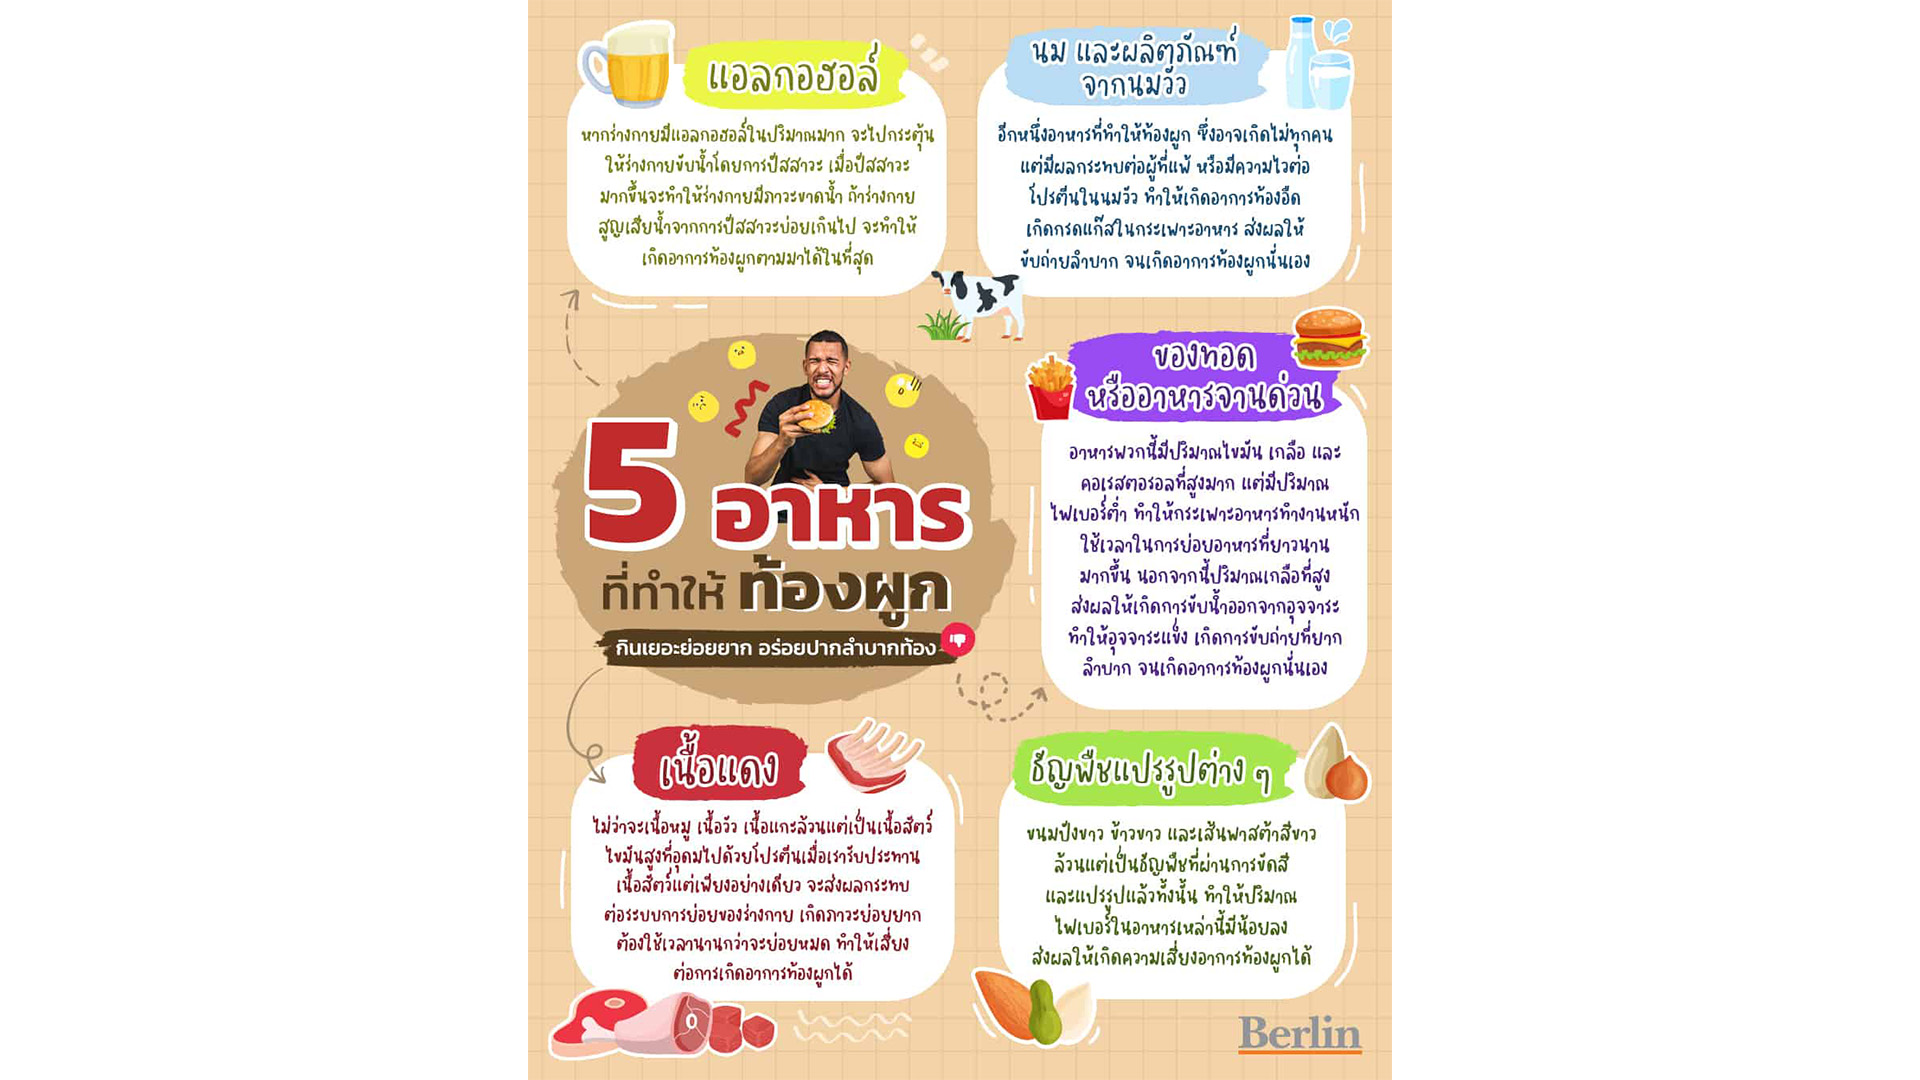 แอลกอฮอล์
หากร่างกายมีแอลกอฮอล์ในปริมาณมาก จะไปกระตุ้น
ให้ร่างกายขับน้ำโดยการปัสสาวะ เมื่อปัสสาวะ
มากขึ้นจะทำให้ร่างกายมีภาวะขาดน้ำ ถ้าร่างกาย
สูญเสียน้ำจากการปัสสาวะบ่อยเกินไป จะทำให้
เกิดอาการท้องผูกตามมาได้ในที่สุด
นม และผลิตภัณฑ์
จากนมวัว
อีกหนึ่งอาหารที่ทำให้ท้องผูก ซึ่งอาจเกิดไม่ทุกคน
แต่มีผลกระทบต่อผู้ที่แพ้ หรือมีความไวต่อ
โปรตีนในนมวัว ทำให้เกิดอาการท้องอืด
เกิดกรดแก๊สในกระเพาะอาหาร ส่งผลให้
ขับถ่ายลำบาก จนเกิดอาการท้องผูกนั่นเอง
5 อาหาร
ที่ทำให้ ท้องผูก
กินเยอะย่อยยาก อร่อยปากลำบากท้อง
ของทอด
หรืออาหารจานด่วน
อาหารพวกนี้มีปริมาณไขมัน เกลือ และ
คอเรสตอรอลที่สูงมาก แต่มีปริมาณ
ไฟเบอร์ต่ำ ทำให้กระเพาะอาหารทำงานหนัก
ใช้เวลาในการย่อยอาหารที่ยาวนาน
มากขึ้น นอกจากนี้ปริมาณเกลือที่สูง
ส่งผลให้เกิดการขับน้ำออกจากอุจจาระ
ทำให้อุจจาระแข็ง เกิดการขับถ่ายที่ยาก
ลำบาก จนเกิดอาการท้องผูกนั่นเอง
เนื้อแดง
ไม่ว่าจะเนื้อหมู เนื้อวัว เนื้อแกะล้วนแต่เป็นเนื้อสัตว์
ไขมันสูงที่อุดมไปด้วยโปรตีนเมื่อเรารับประทาน
เนื้อสัตว์แต่เพียงอย่างเดียว จะส่งผลกระทบ
ต่อระบบการย่อยของร่างกาย เกิดภาวะย่อยยาก
ต้องใช้เวลานานกว่าจะย่อยหมด ทำให้เสี่ยง
ต่อการเกิดอาการท้องผูกได้
ธัญพืชแปรรูปต่าง ๆ
ขนมปังขาว ข้าวขาว และเส้นพาสต้าสีขาว
ล้วนแต่เป็นธัญพืชที่ผ่านการขัดสี
และแปรรูปแล้วทั้งนั้น ทำให้ปริมาณ
ไฟเบอร์ในอาหารเหล่านี้มีน้อยลง
ส่งผลให้เกิดความเสี่ยงอาการท้องผูกได้
Berlin